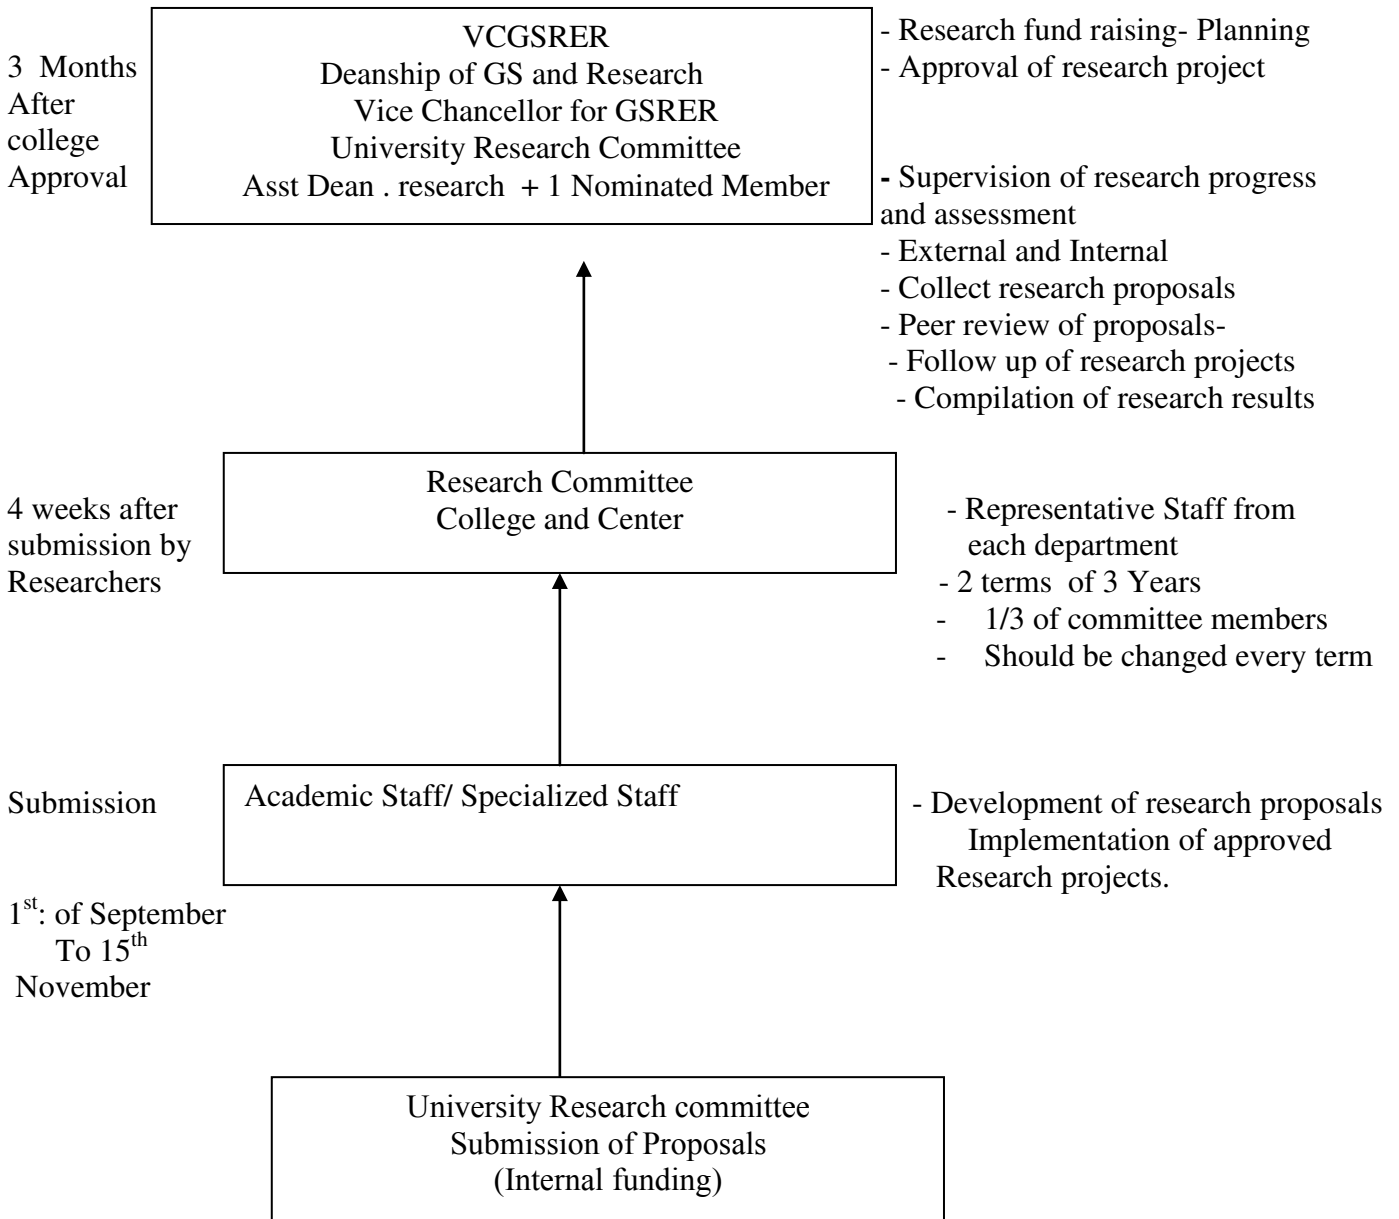 3 Months
After
college
Approval
VCGSRER
Deanship of GS and Research
Vice Chancellor for GSRER
University Research Committee
Asst Dean . research + 1 Nominated Member
- Research fund raising- Planning
- Approval of research project
- Supervision of research progress
and assessment
- External and Internal
- Collect research proposals
- Peer review of proposals-
- Follow up of research projects
- Compilation of research results
4 weeks after
submission by
Researchers
Research Committee
College and Center
- Representative Staff from
each department
- 2 terms of 3 Years
- 1/3 of committee members
- Should be changed every term
Submission
Academic Staff/ Specialized Staff
- Development of research proposals
Implementation of approved
Research projects.
1st: of September
To 15th
November
University Research committee
Submission of Proposals
(Internal funding)